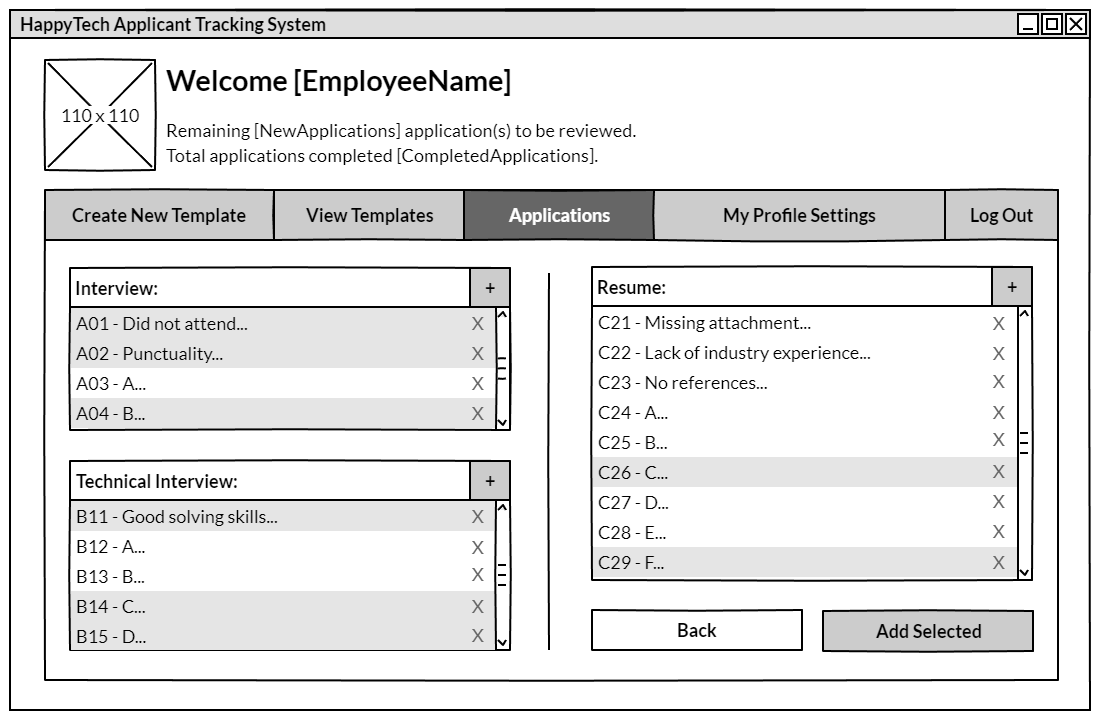 HappyTech Applicant Tracking System
110 x 110
Welcome [EmployeeName]
Remaining [NewApplications] application(s) to be reviewed.
Total applications completed [CompletedApplications].
Create New Template View Templates Applications My Profile Settings Log Out
Interview: +
A01 - Did not attend... X
A02 - Punctuality... X
A03 - A... X
A04 - B... X
Technical Interview: +
B11 - Good solving skills... X
B12 - A... X
B13 - B... X
B14 - C... X
B15 - D... X
Resume: +
C21 - Missing attachment... X
C22 - Lack of industry experience... X
C23 - No references... X
C24 - A... X
C25 - B... X
C26 - C... X
C27 - D... X
C28 - E... X
C29 - F... X
Back Add Selected